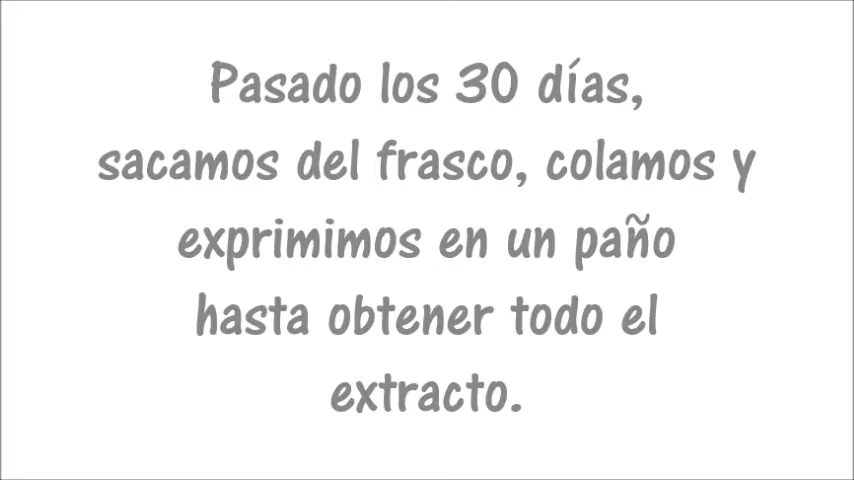 Pasado los 30 días,
sacamos del frasco, colamos y
exprimimos en un paño
hasta obtener todo el
extracto.